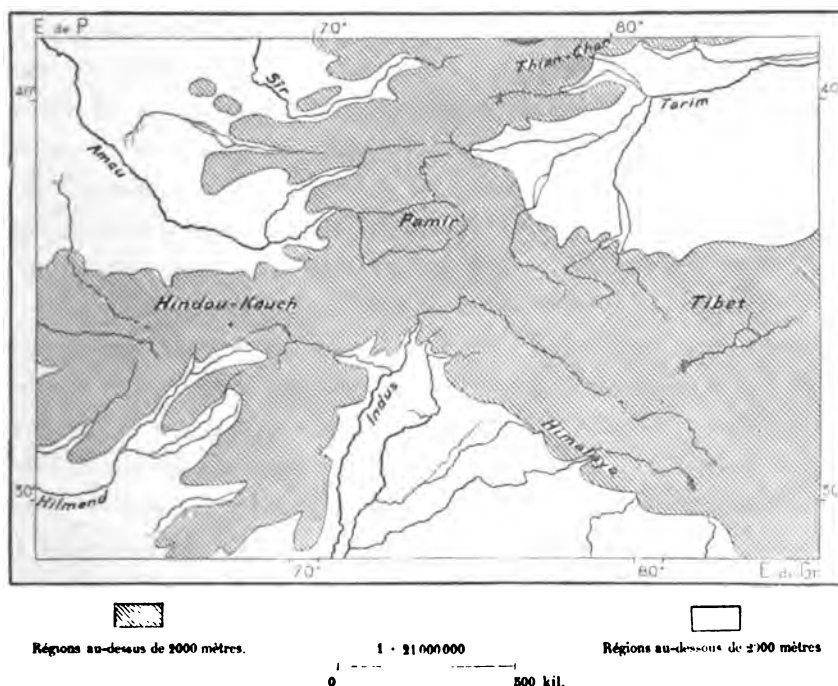 E de P
70°
80°
Thian-Chan
Sir
40
40
Tarim
Amou
Pamir
Hindou-Kouch
Tibet
Indus
Himalaya
30
30
Hilmend
70°
80°
E de Gr
Régions au-dessus de 2000 mètres.
1 · 21 000 000
Régions au-dessous de 2000 mètres
0
500 kil.